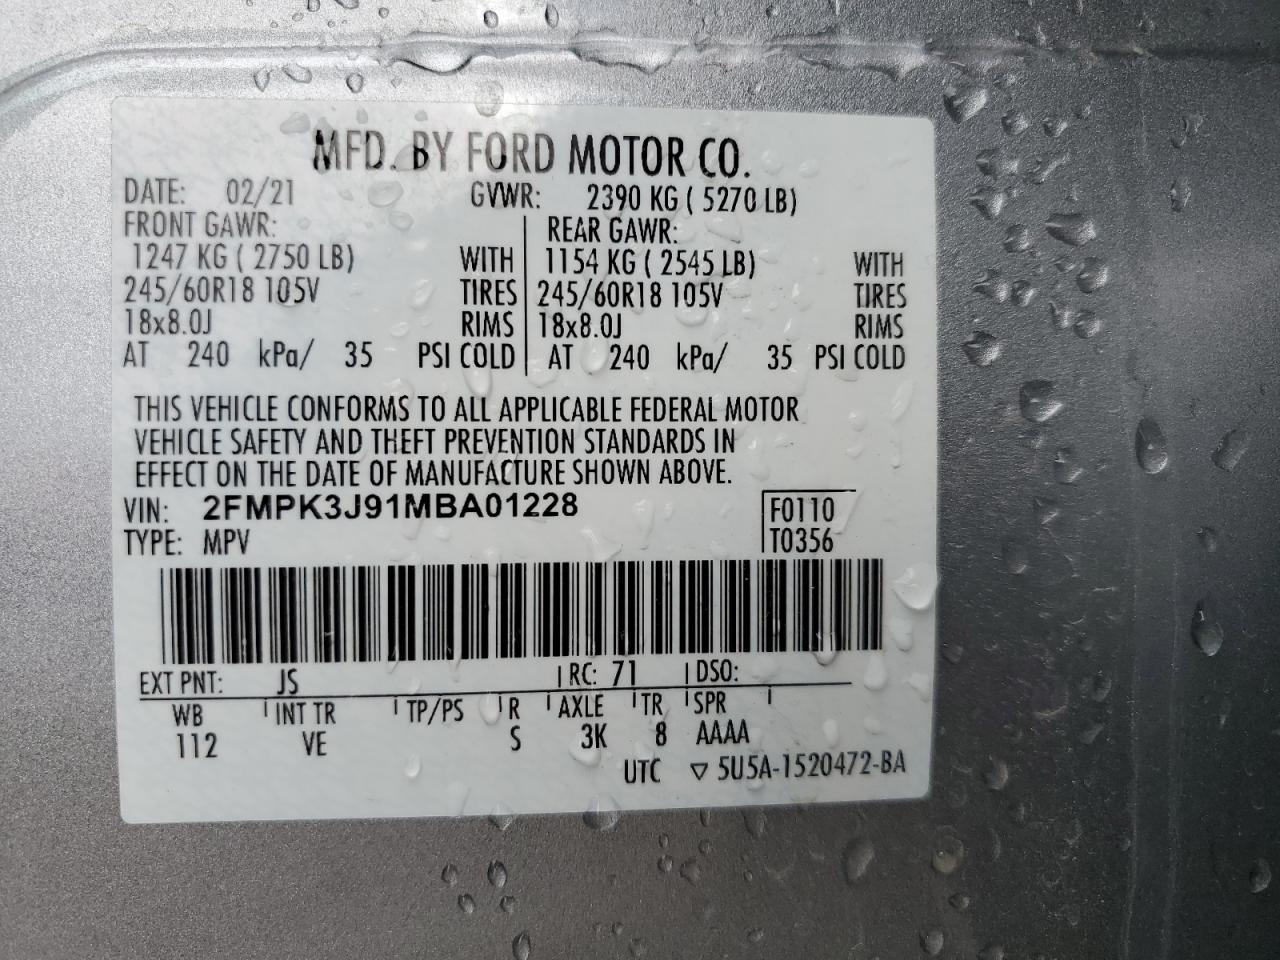 MFD. BY FORD MOTOR CO.
DATE: 02/21 GVWR: 2390 KG ( 5270 LB)
FRONT GAWR: REAR GAWR:
1247 KG ( 2750 LB) WITH 1154 KG ( 2545 LB) WITH
245/60R18 105V TIRES 245/60R18 105V TIRES
18x8.0J RIMS 18x8.0J RIMS
AT 240 kPa/ 35 PSI COLD AT 240 kPa/ 35 PSI COLD
THIS VEHICLE CONFORMS TO ALL APPLICABLE FEDERAL MOTOR
VEHICLE SAFETY AND THEFT PREVENTION STANDARDS IN
EFFECT ON THE DATE OF MANUFACTURE SHOWN ABOVE.
VIN: 2FMPK3J91MBA01228 F0110
TYPE: MPV T0356
EXT PNT: JS RC: 71 DSO:
WB INT TR TP/PS R AXLE TR SPR
112 VE S 3K 8 AAAA
UTC ▽ 5U5A-1520472-BA